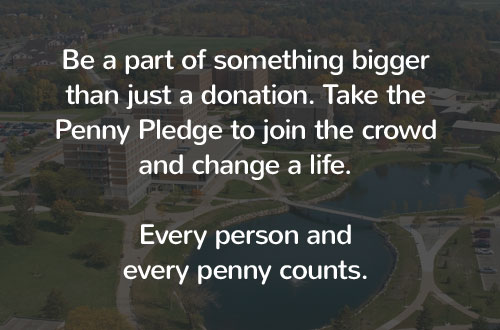 Be a part of something bigger
than just a donation. Take the
Penny Pledge to join the crowd
and change a life.
Every person and
every penny counts.